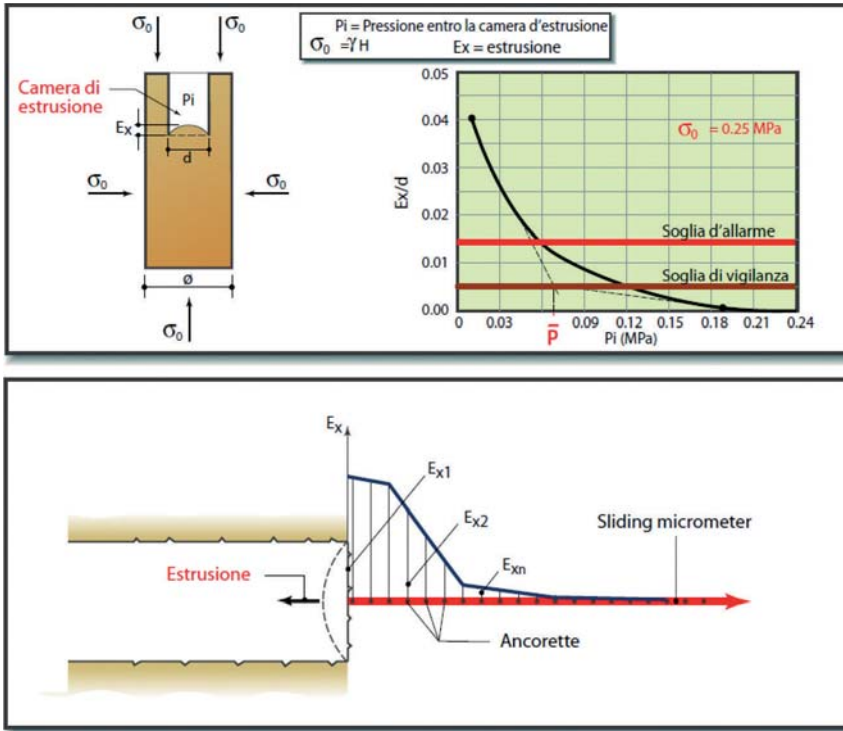 Pi = Pressione entro la camera d'estrusione
σ₀ = γH Ex = estrusione
σ₀ σ₀
Camera di
estrusione
Pi
Ex
d
σ₀ σ₀
ø
σ₀
0.05
0.04
0.03
0.02
0.01
0.00
Ex/d
σ₀ = 0.25 MPa
Soglia d'allarme
Soglia di vigilanza
0 0.03 0.09 0.12 0.15 0.18 0.21 0.24
P̄ Pi (MPa)
Ex
Ex1
Ex2
Exn
Sliding micrometer
Estrusione
Ancorette